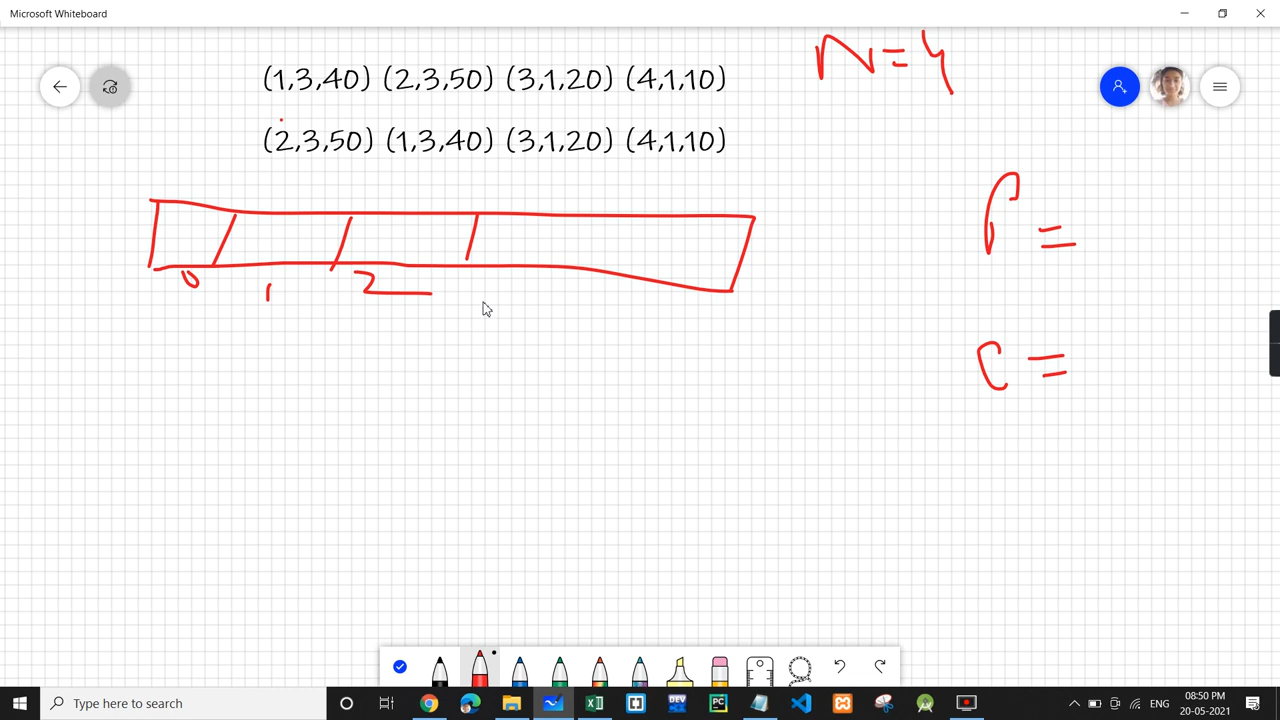 Microsoft Whiteboard
N=4
(1,3,40) (2,3,50) (3,1,20) (4,1,10)
(2,3,50) (1,3,40) (3,1,20) (4,1,10)
0 1 2
P =
C =
DEV
PC
Type here to search
ENG
08:50 PM
20-05-2021